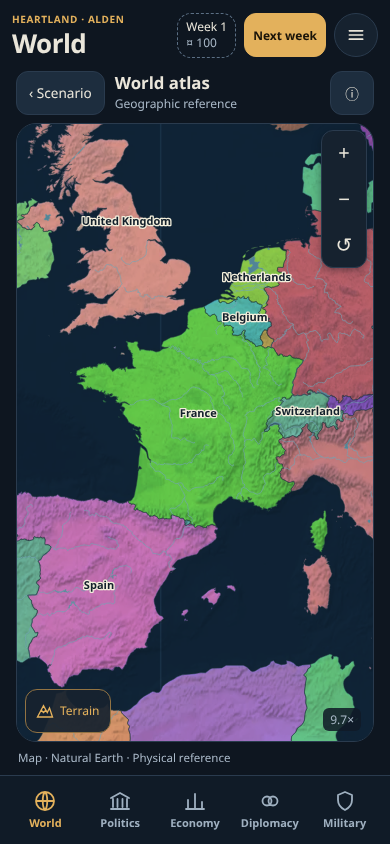 HEARTLAND · ALDEN
World
Week 1
¤ 100
Next week
‹ Scenario
World atlas
Geographic reference
+
−
United Kingdom
Netherlands
Belgium
France
Switzerland
Spain
Terrain
9.7×
Map · Natural Earth · Physical reference
World
Politics
Economy
Diplomacy
Military